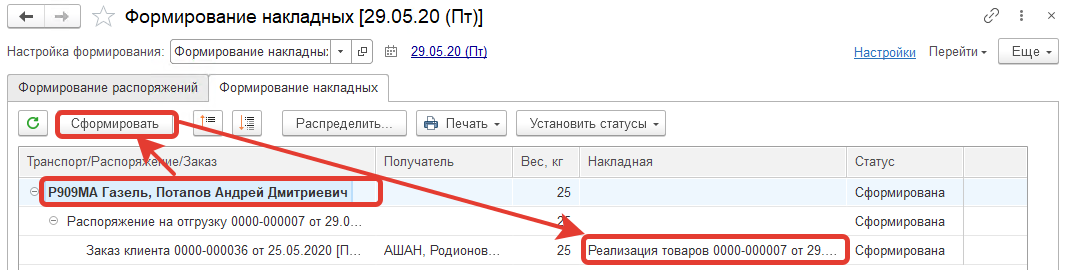 Формирование накладных [29.05.20 (Пт)]
Настройка формирования: Формирование накладны: 29.05.20 (Пт) Настройки Перейти Еще
Формирование распоряжений Формирование накладных
Сформировать Распределить... Печать Установить статусы
Транспорт/Распоряжение/Заказ Получатель Вес, кг Накладная Статус
Р909МА Газель, Потапов Андрей Дмитриевич 25 Сформирована
Распоряжение на отгрузку 0000-000007 от 29.0... 25 Сформирована
Заказ клиента 0000-000036 от 25.05.2020 [П... АШАН, Родионов... 25 Реализация товаров 0000-000007 от 29.... Сформирована